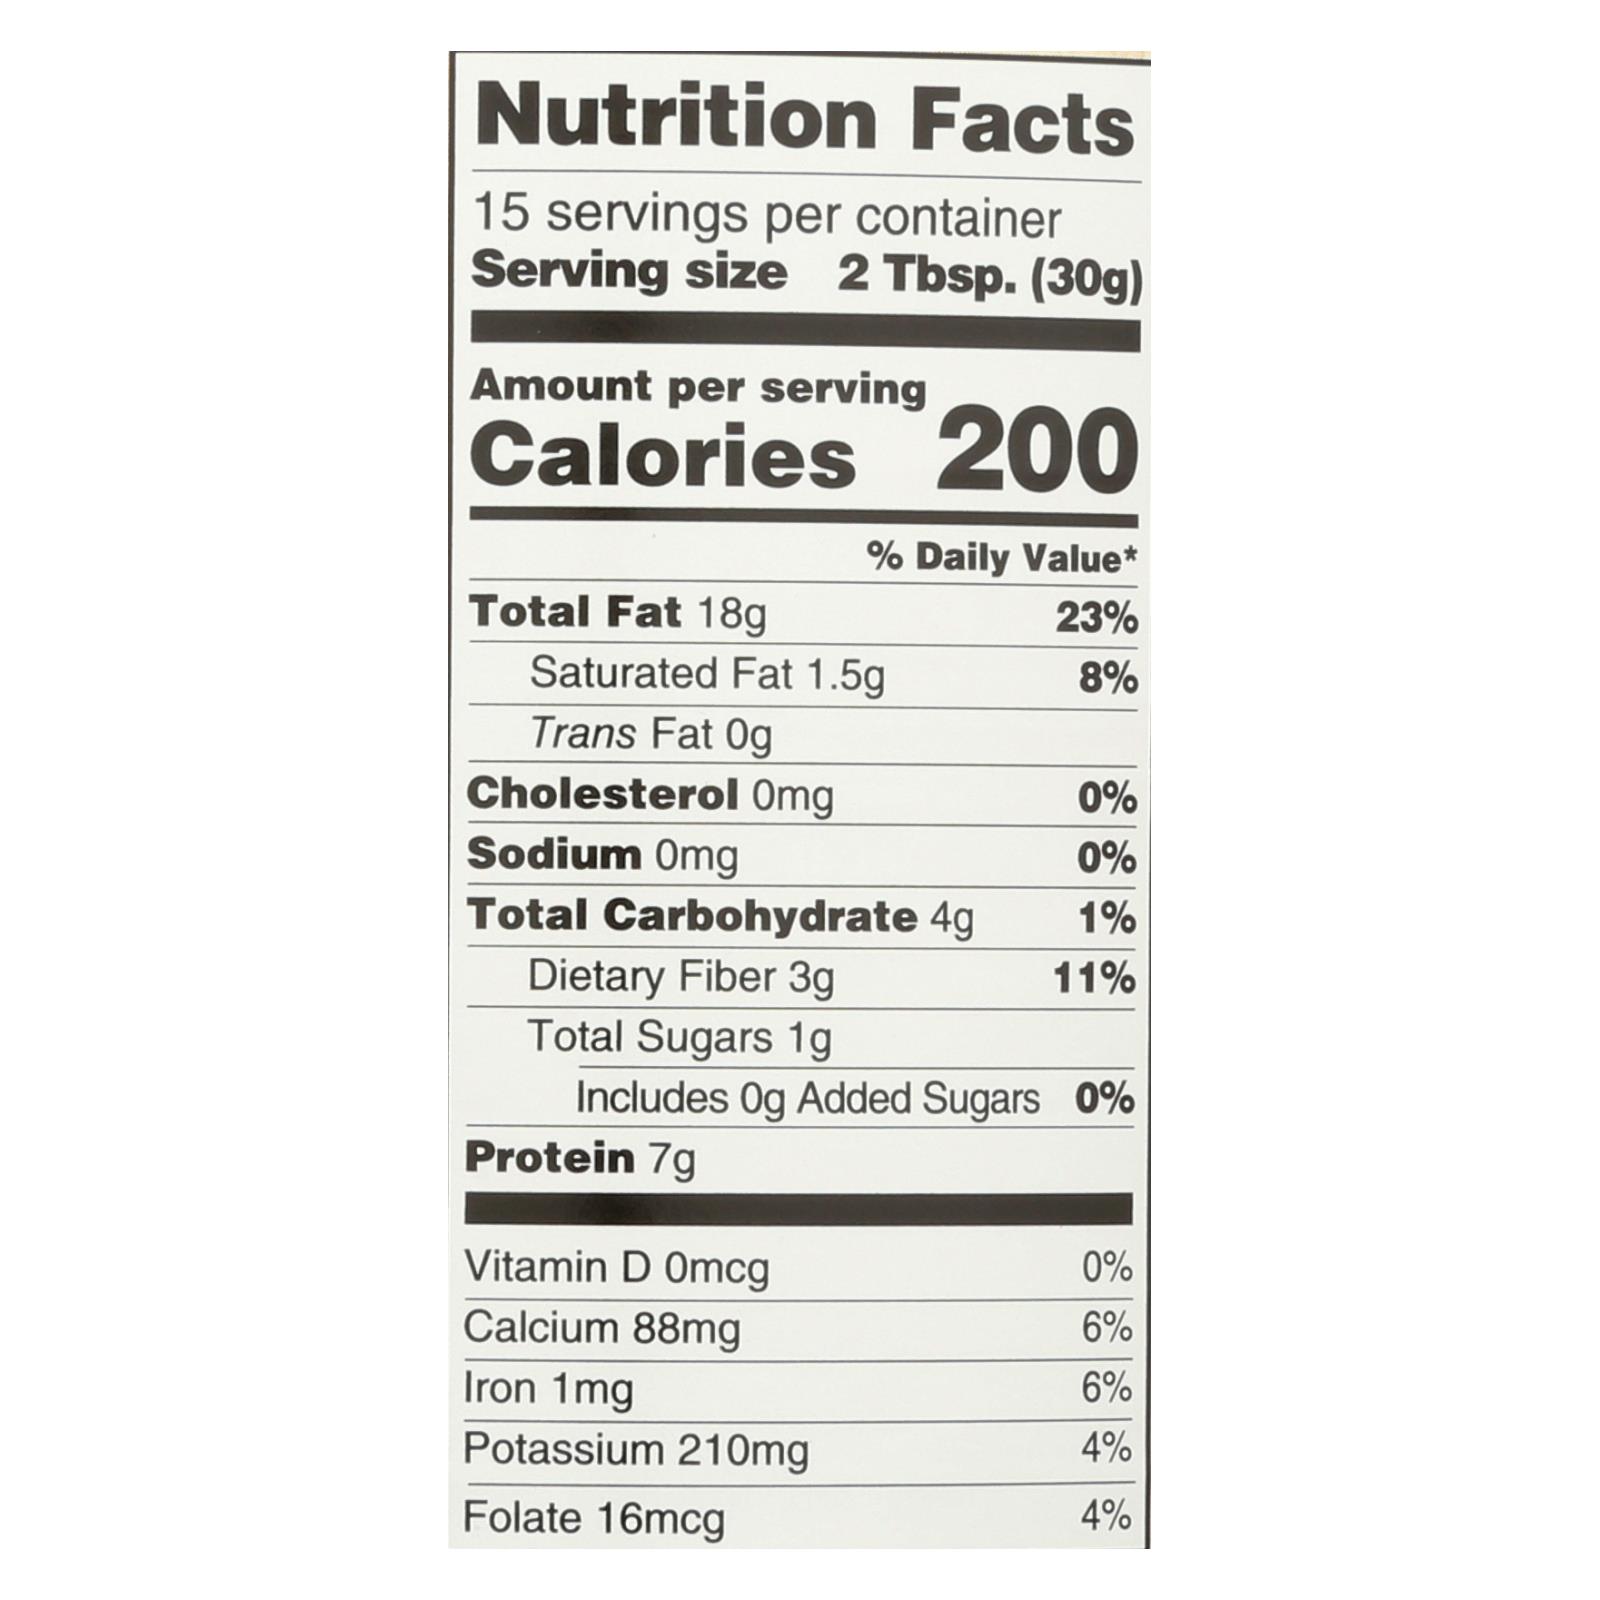 Nutrition Facts
15 servings per container
Serving size 2 Tbsp. (30g)
Amount per serving
Calories 200
% Daily Value*
Total Fat 18g 23%
Saturated Fat 1.5g 8%
Trans Fat 0g
Cholesterol 0mg 0%
Sodium 0mg 0%
Total Carbohydrate 4g 1%
Dietary Fiber 3g 11%
Total Sugars 1g
Includes 0g Added Sugars 0%
Protein 7g
Vitamin D 0mcg 0%
Calcium 88mg 6%
Iron 1mg 6%
Potassium 210mg 4%
Folate 16mcg 4%